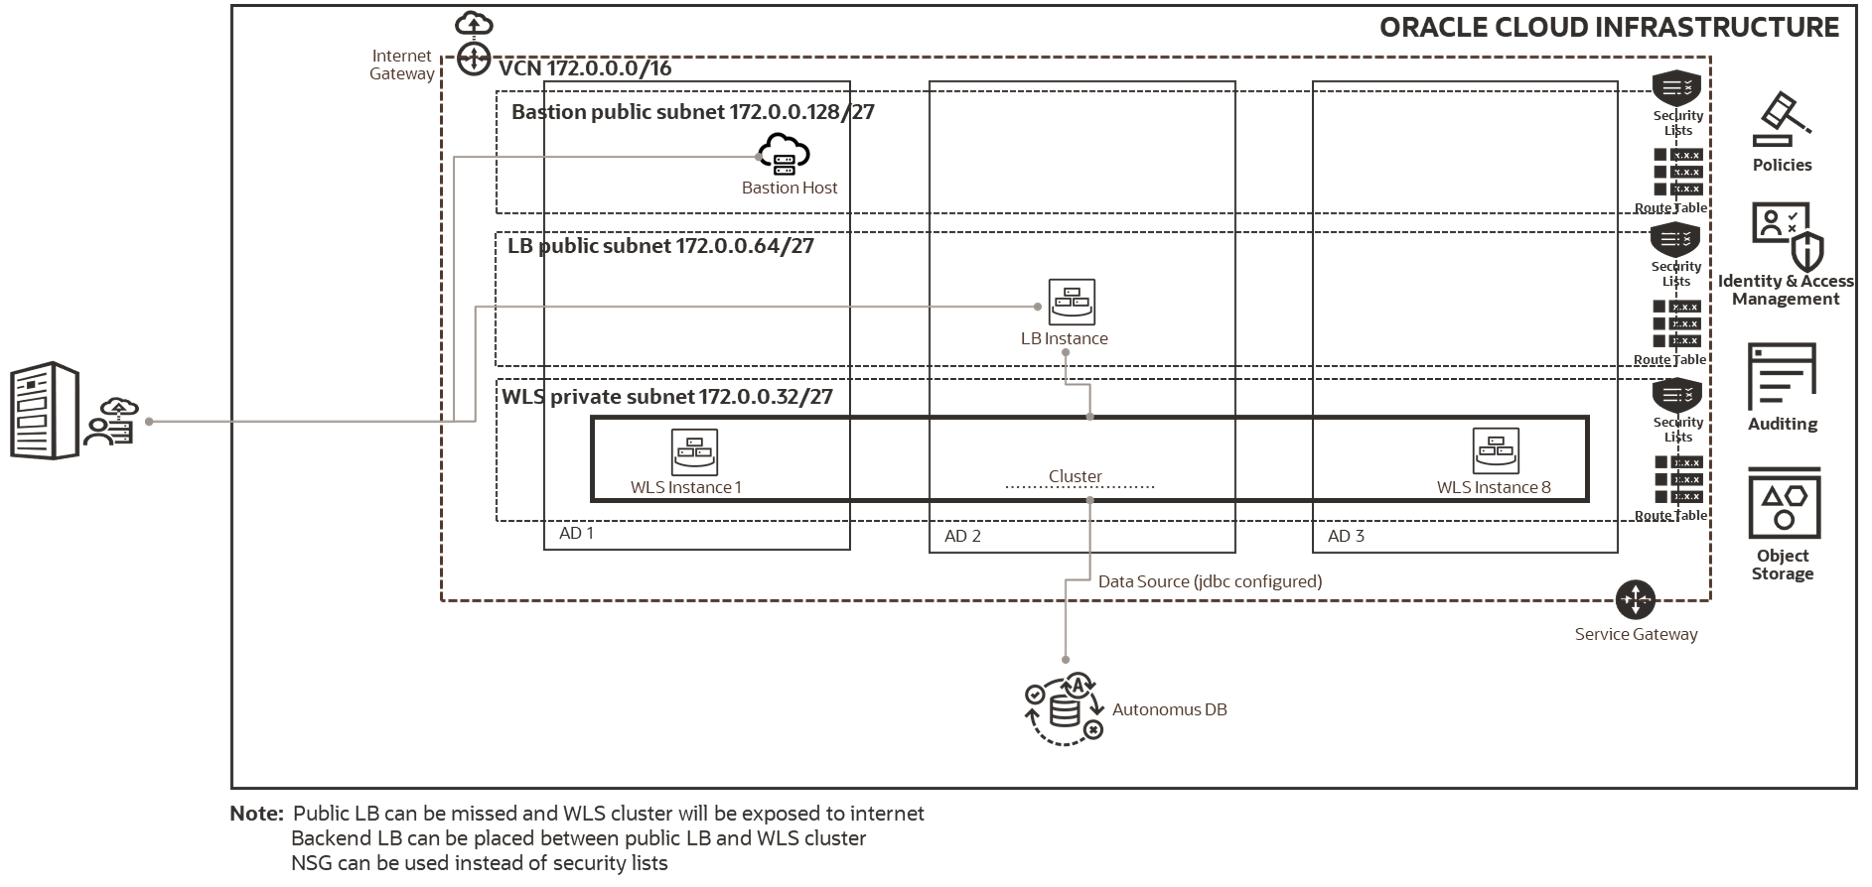 ORACLE CLOUD INFRASTRUCTURE
Internet
Gateway
VCN 172.0.0.0/16
Bastion public subnet 172.0.0.128/27
Bastion Host
Security
Lists
x.x.x
x.x.x
x.x.x
Route Table
Policies
LB public subnet 172.0.0.64/27
LB Instance
Security
Lists
x.x.x
x.x.x
x.x.x
Route Table
Identity & Access
Management
WLS private subnet 172.0.0.32/27
WLS Instance 1
Cluster
WLS Instance 8
Security
Lists
x.x.x
x.x.x
x.x.x
Route Table
Auditing
AD 1
AD 2
AD 3
Object
Storage
Data Source (jdbc configured)
Service Gateway
A
Autonomus DB
Note: Public LB can be missed and WLS cluster will be exposed to internet
Backend LB can be placed between public LB and WLS cluster
NSG can be used instead of security lists